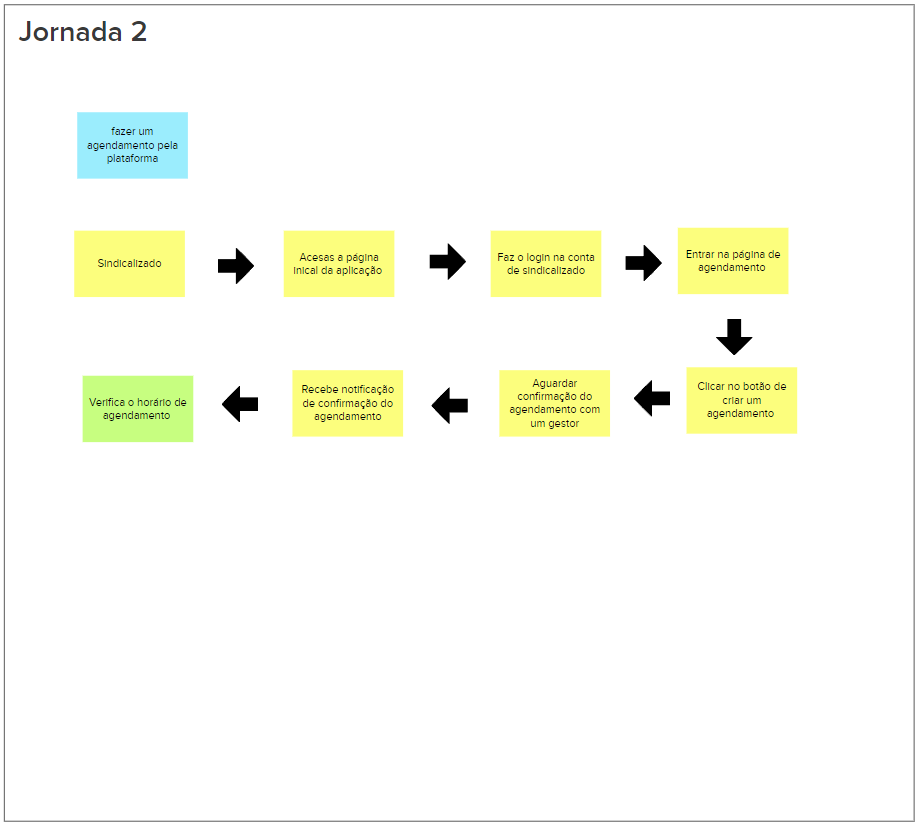 Jornada 2
fazer um
agendamento pela
plataforma
Sindicalizado
Acesas a página
inical da aplicação
Faz o login na conta
de sindicalizado
Entrar na página de
agendamento
Clicar no botão de
criar um
agendamento
Aguardar
confirmação do
agendamento com
um gestor
Recebe notificação
de confirmação do
agendamento
Verifica o horário de
agendamento